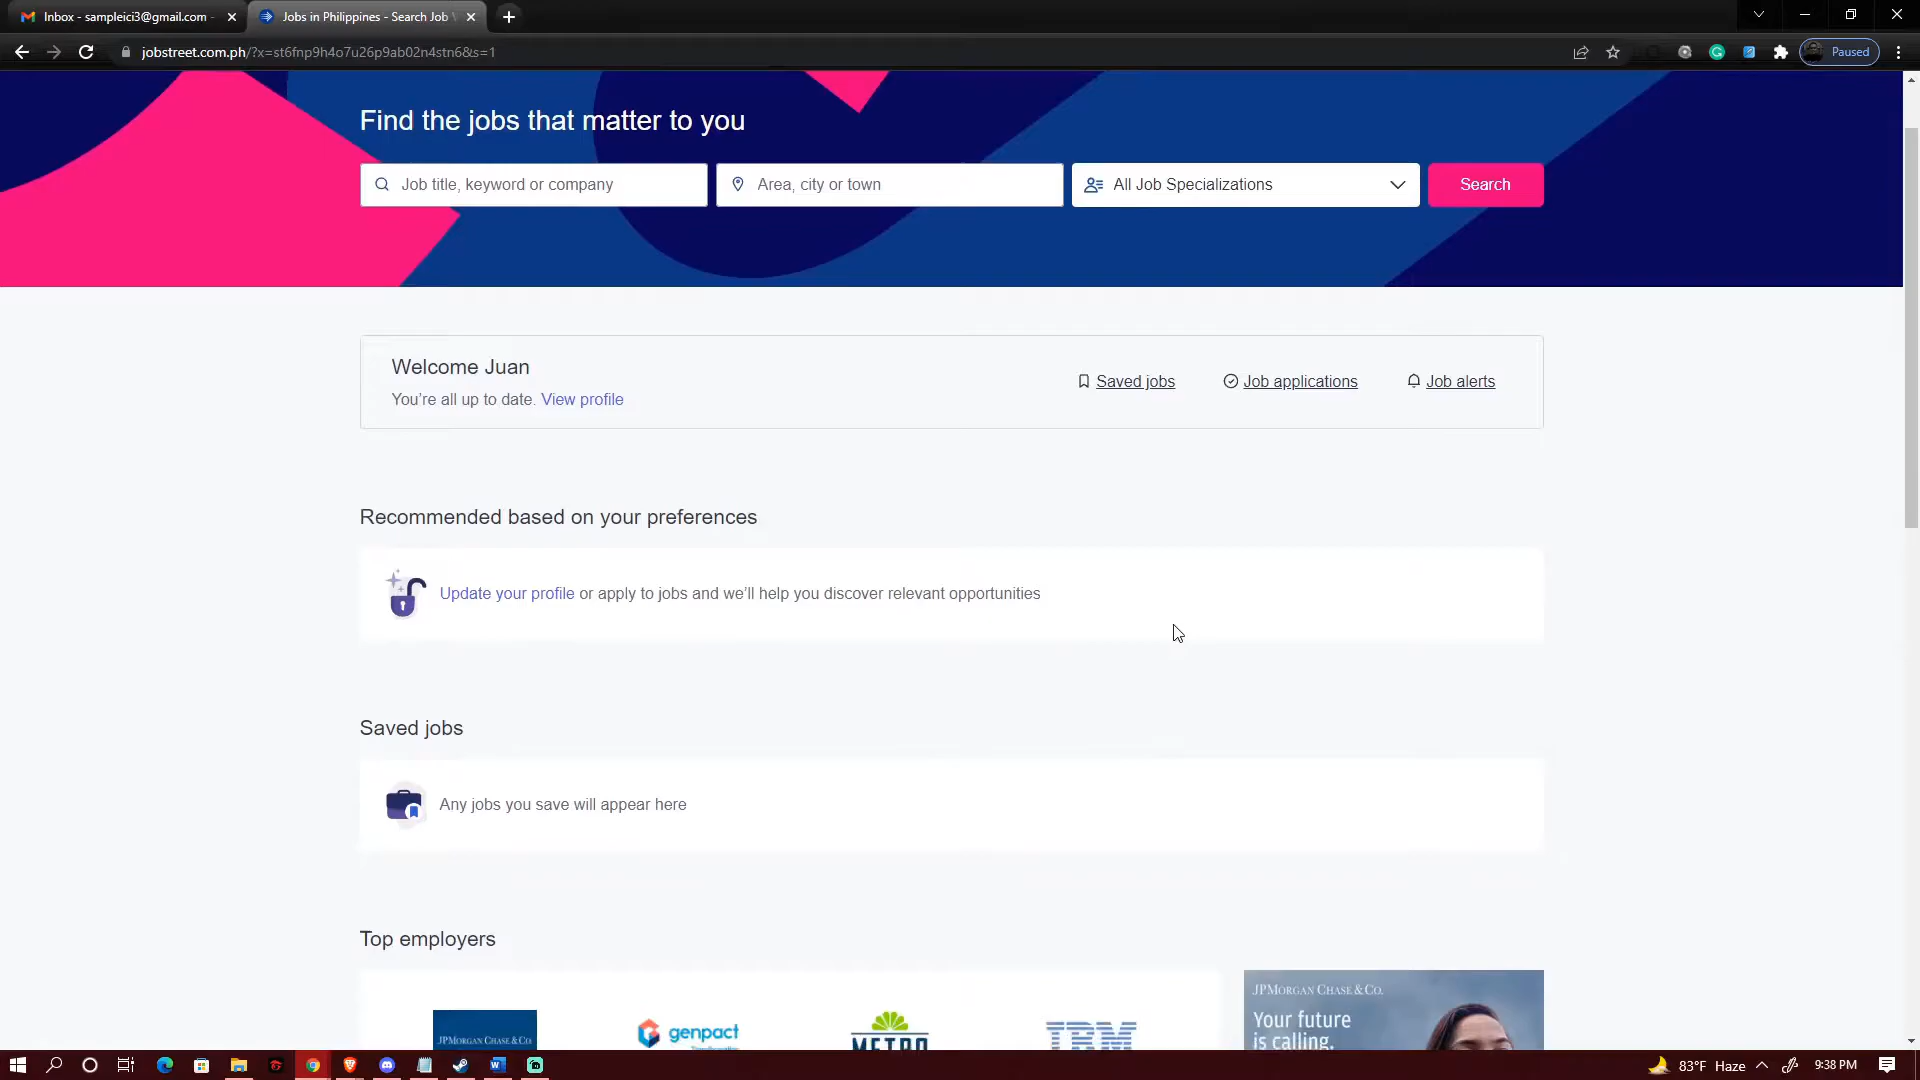 Inbox - sampleici3@gmail.com -
Jobs in Philippines - Search Job V
jobstreet.com.ph/?x=st6fnp9h4o7u26p9ab02n4stn6&s=1
Paused
Find the jobs that matter to you
Job title, keyword or company
Area, city or town
All Job Specializations
Search
Welcome Juan
You're all up to date. View profile
Saved jobs
Job applications
Job alerts
Recommended based on your preferences
Update your profile or apply to jobs and we'll help you discover relevant opportunities
Saved jobs
Any jobs you save will appear here
Top employers
JPMORGAN CHASE & CO.
genpact
METRO
IBM
JPMORGAN CHASE & CO.
Your future
is calling.
83°F Haze
9:38 PM